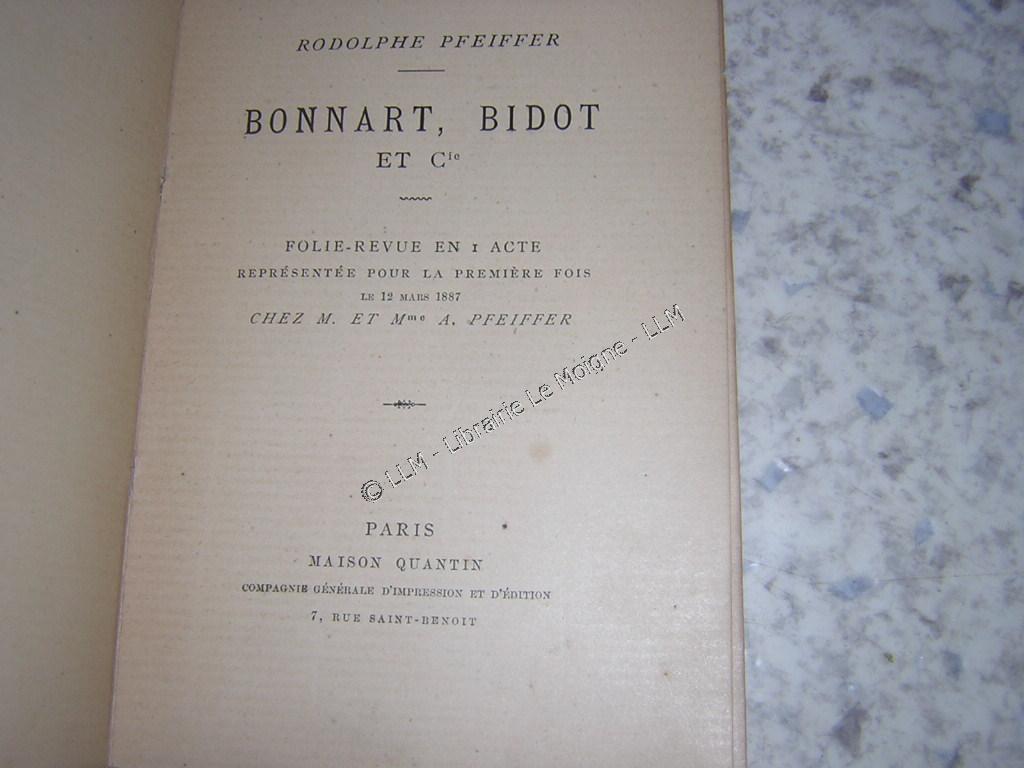 RODOLPHE PFEIFFER
BONNART, BIDOT
ET Cie
FOLIE-REVUE EN 1 ACTE
REPRÉSENTÉE POUR LA PREMIÈRE FOIS
LE 12 MARS 1887
CHEZ M. ET Mme A. PFEIFFER
© LLM - Librairie Le Moigne - LLM
PARIS
MAISON QUANTIN
COMPAGNIE GÉNÉRALE D'IMPRESSION ET D'ÉDITION
7, RUE SAINT-BENOIT